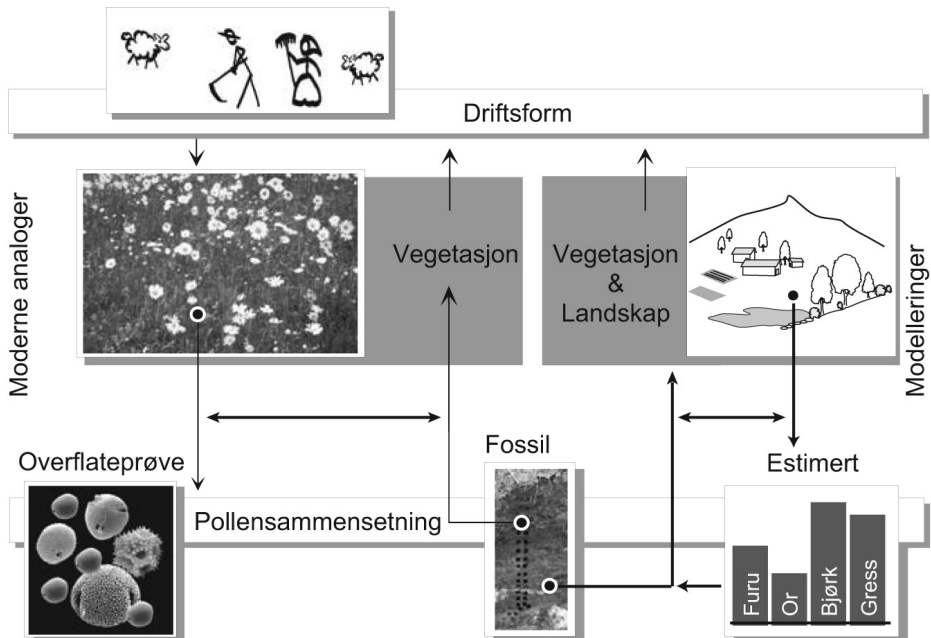 Driftsform
Moderne analoger
Vegetasjon
Vegetasjon
&
Landskap
Modelleringer
Overflateprøve
Fossil
Estimert
Pollensammensetning
Furu
Or
Bjørk
Gress